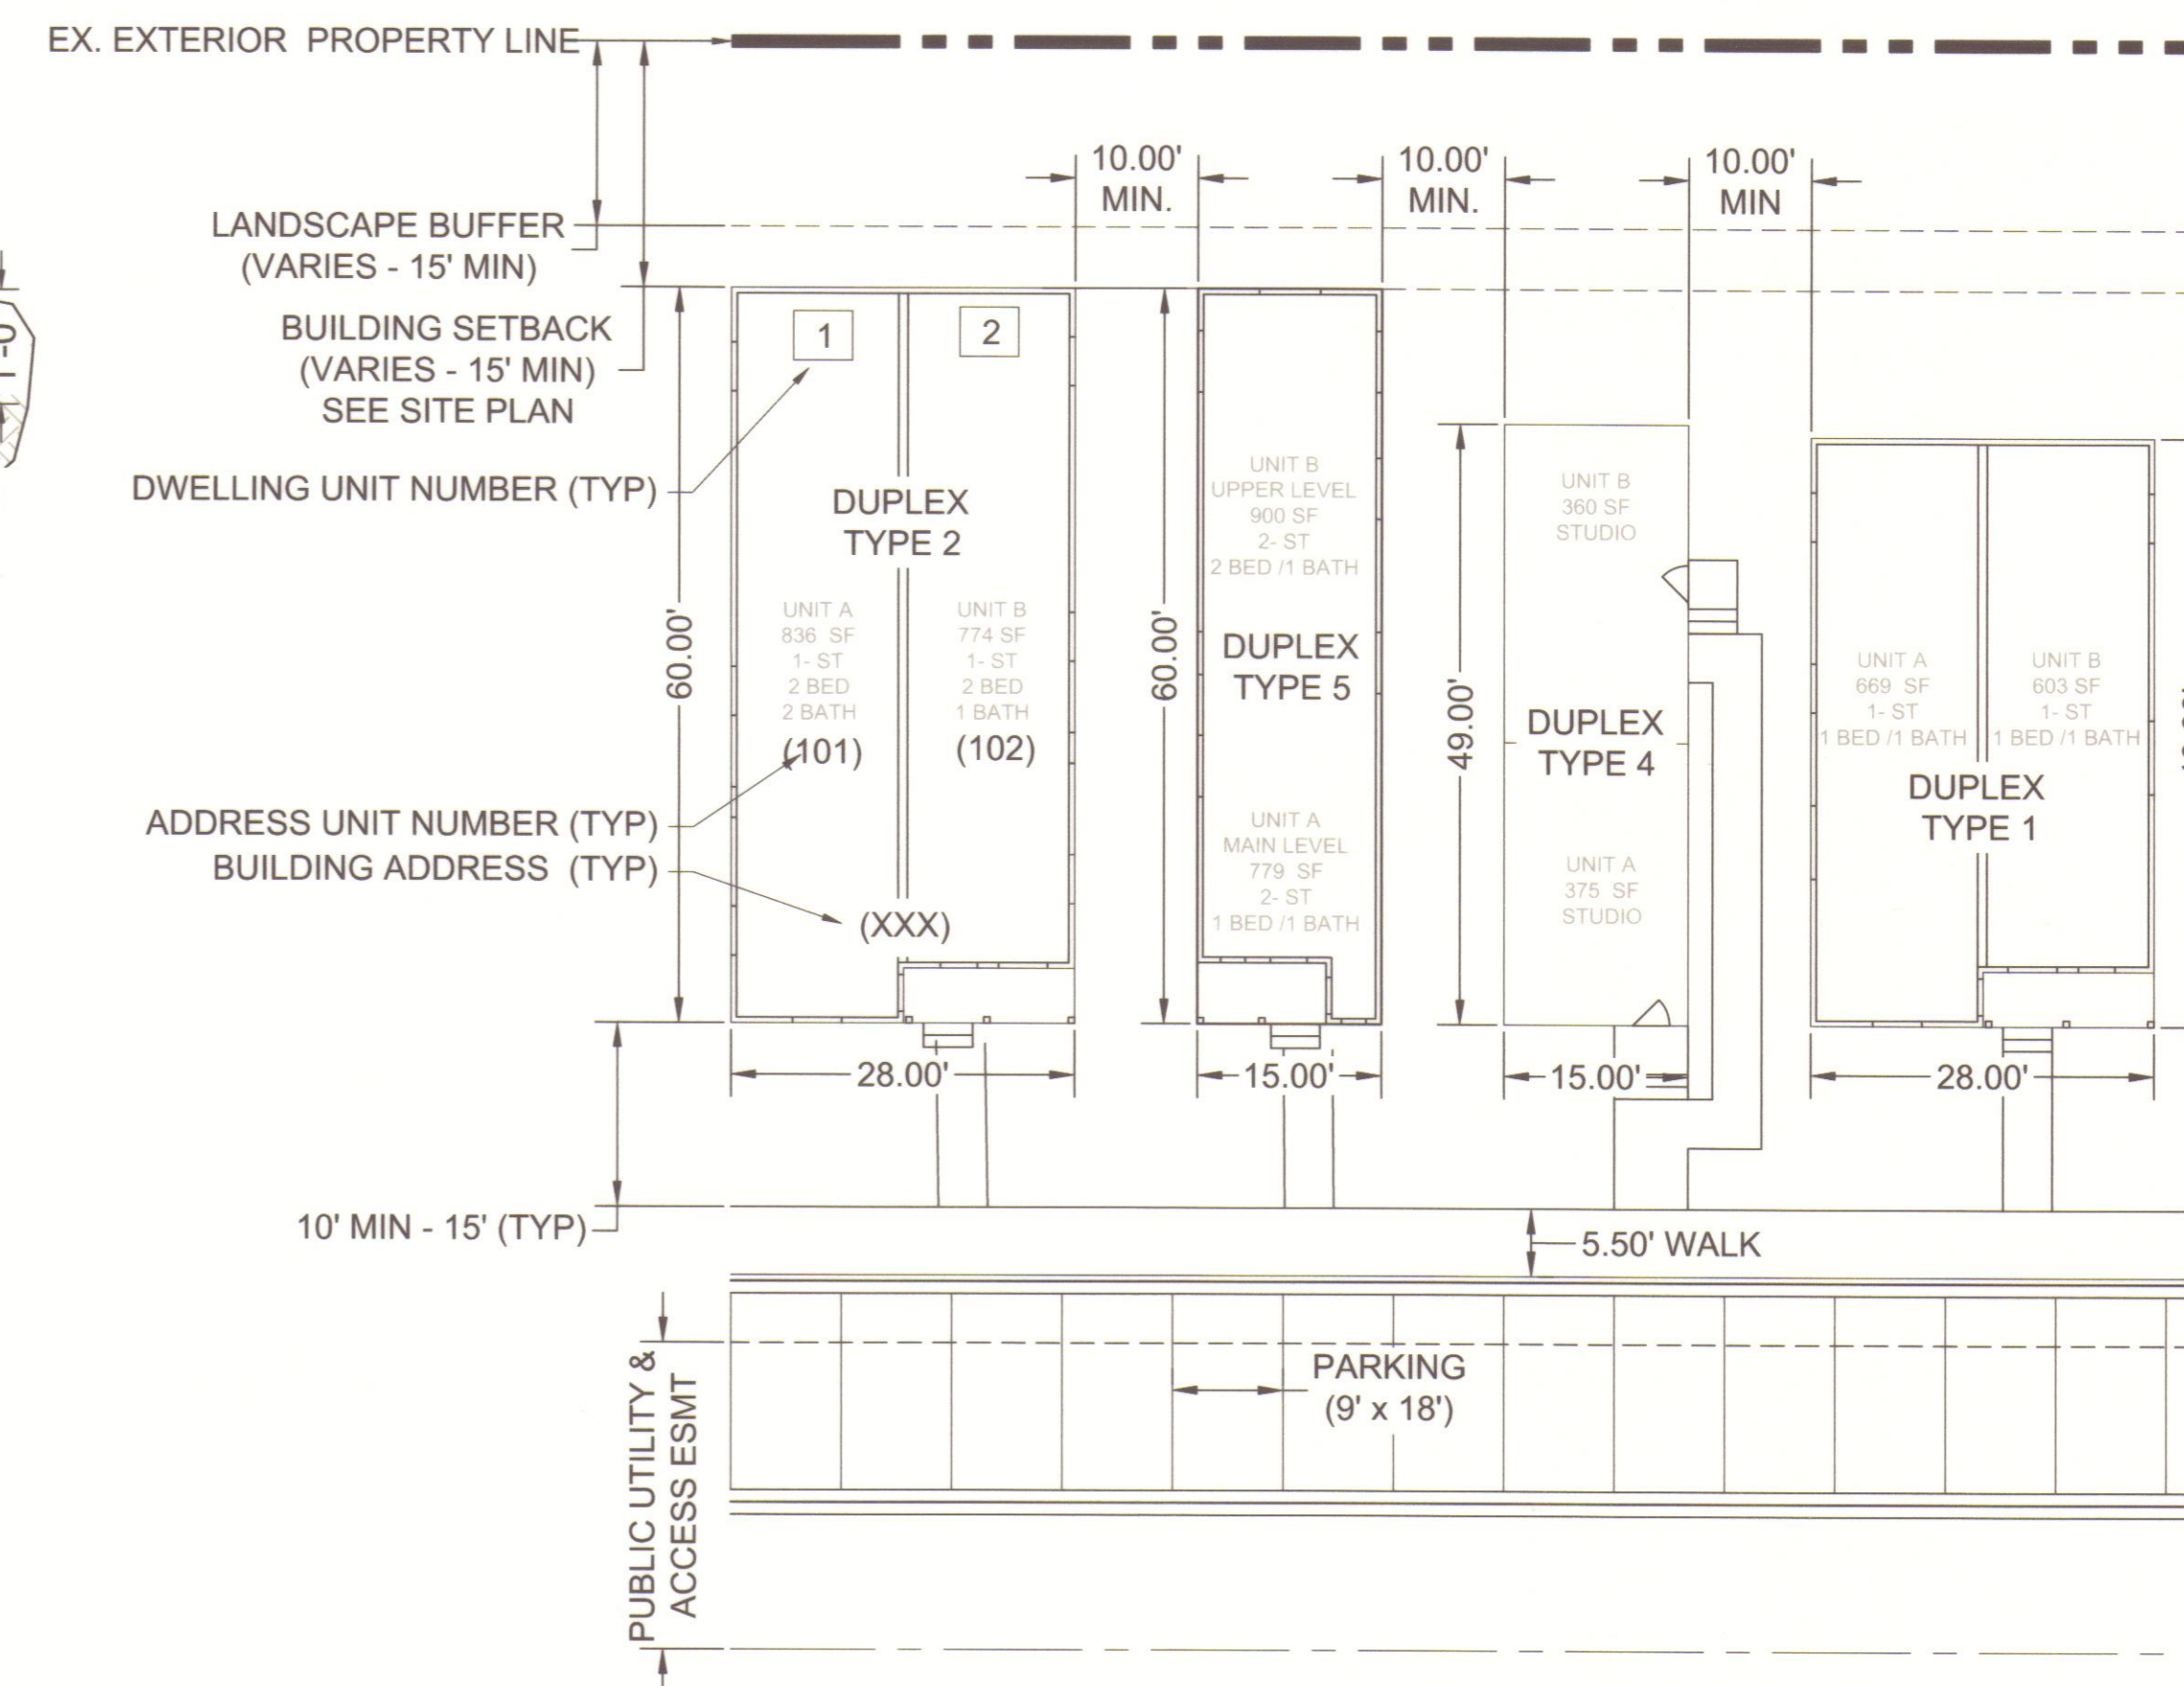 EX. EXTERIOR PROPERTY LINE
10.00'
MIN.
10.00'
MIN.
10.00'
MIN
LANDSCAPE BUFFER
(VARIES - 15' MIN)
BUILDING SETBACK
(VARIES - 15' MIN)
SEE SITE PLAN
DWELLING UNIT NUMBER (TYP)
ADDRESS UNIT NUMBER (TYP)
BUILDING ADDRESS (TYP)
60.00'
1
2
DUPLEX
TYPE 2
UNIT A
836 SF
1- ST
2 BED
2 BATH
(101)
UNIT B
774 SF
1- ST
2 BED
1 BATH
(102)
(XXX)
28.00'
60.00'
UNIT B
UPPER LEVEL
900 SF
2- ST
2 BED /1 BATH
DUPLEX
TYPE 5
UNIT A
MAIN LEVEL
779 SF
2- ST
1 BED /1 BATH
15.00'
49.00'
UNIT B
360 SF
STUDIO
DUPLEX
TYPE 4
UNIT A
375 SF
STUDIO
15.00'
UNIT A
669 SF
1- ST
1 BED /1 BATH
UNIT B
603 SF
1- ST
1 BED /1 BATH
DUPLEX
TYPE 1
28.00'
10' MIN - 15' (TYP)
5.50' WALK
PUBLIC UTILITY &
ACCESS ESMT
PARKING
(9' x 18')